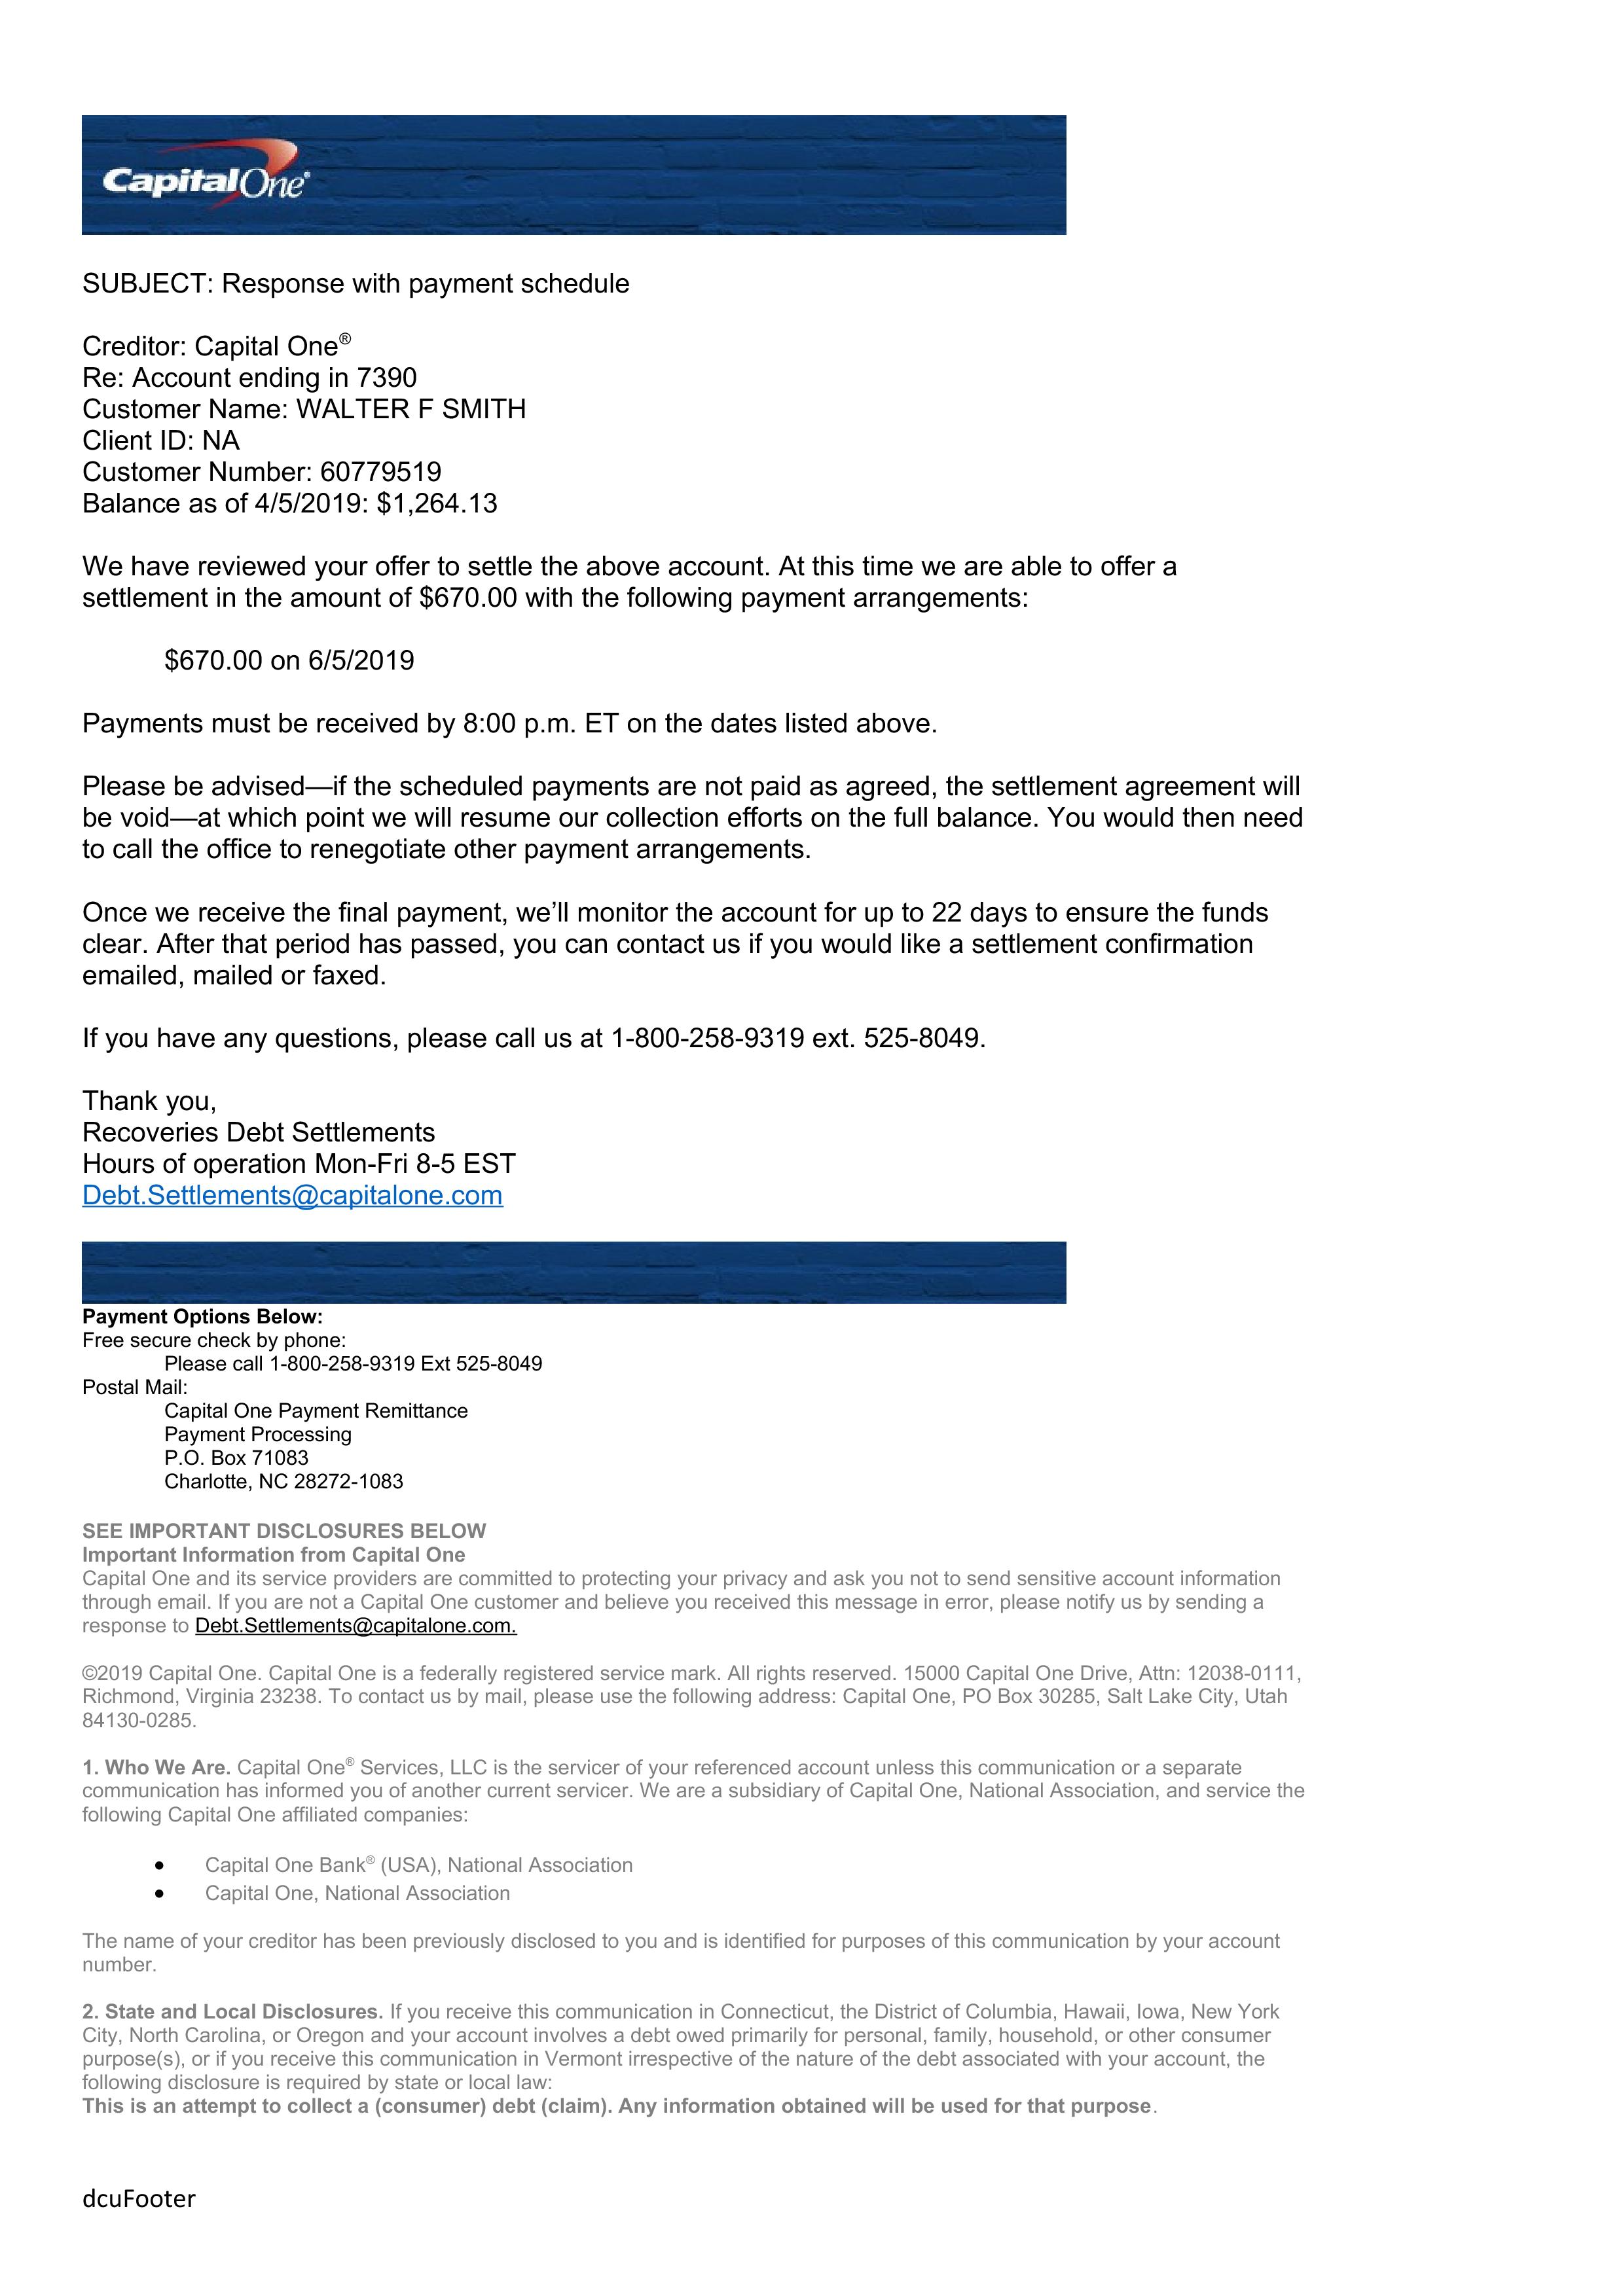 CapitalOne®
SUBJECT: Response with payment schedule
Creditor: Capital One®
Re: Account ending in 7390
Customer Name: WALTER F SMITH
Client ID: NA
Customer Number: 60779519
Balance as of 4/5/2019: $1,264.13
We have reviewed your offer to settle the above account. At this time we are able to offer a
settlement in the amount of $670.00 with the following payment arrangements:
$670.00 on 6/5/2019
Payments must be received by 8:00 p.m. ET on the dates listed above.
Please be advised—if the scheduled payments are not paid as agreed, the settlement agreement will
be void—at which point we will resume our collection efforts on the full balance. You would then need
to call the office to renegotiate other payment arrangements.
Once we receive the final payment, we’ll monitor the account for up to 22 days to ensure the funds
clear. After that period has passed, you can contact us if you would like a settlement confirmation
emailed, mailed or faxed.
If you have any questions, please call us at 1-800-258-9319 ext. 525-8049.
Thank you,
Recoveries Debt Settlements
Hours of operation Mon-Fri 8-5 EST
Debt.Settlements@capitalone.com
Payment Options Below:
Free secure check by phone:
Please call 1-800-258-9319 Ext 525-8049
Postal Mail:
Capital One Payment Remittance
Payment Processing
P.O. Box 71083
Charlotte, NC 28272-1083
SEE IMPORTANT DISCLOSURES BELOW
Important Information from Capital One
Capital One and its service providers are committed to protecting your privacy and ask you not to send sensitive account information
through email. If you are not a Capital One customer and believe you received this message in error, please notify us by sending a
response to Debt.Settlements@capitalone.com.
©2019 Capital One. Capital One is a federally registered service mark. All rights reserved. 15000 Capital One Drive, Attn: 12038-0111,
Richmond, Virginia 23238. To contact us by mail, please use the following address: Capital One, PO Box 30285, Salt Lake City, Utah
84130-0285.
1. Who We Are. Capital One® Services, LLC is the servicer of your referenced account unless this communication or a separate
communication has informed you of another current servicer. We are a subsidiary of Capital One, National Association, and service the
following Capital One affiliated companies:
• Capital One Bank® (USA), National Association
• Capital One, National Association
The name of your creditor has been previously disclosed to you and is identified for purposes of this communication by your account
number.
2. State and Local Disclosures. If you receive this communication in Connecticut, the District of Columbia, Hawaii, Iowa, New York
City, North Carolina, or Oregon and your account involves a debt owed primarily for personal, family, household, or other consumer
purpose(s), or if you receive this communication in Vermont irrespective of the nature of the debt associated with your account, the
following disclosure is required by state or local law:
This is an attempt to collect a (consumer) debt (claim). Any information obtained will be used for that purpose.
dcuFooter